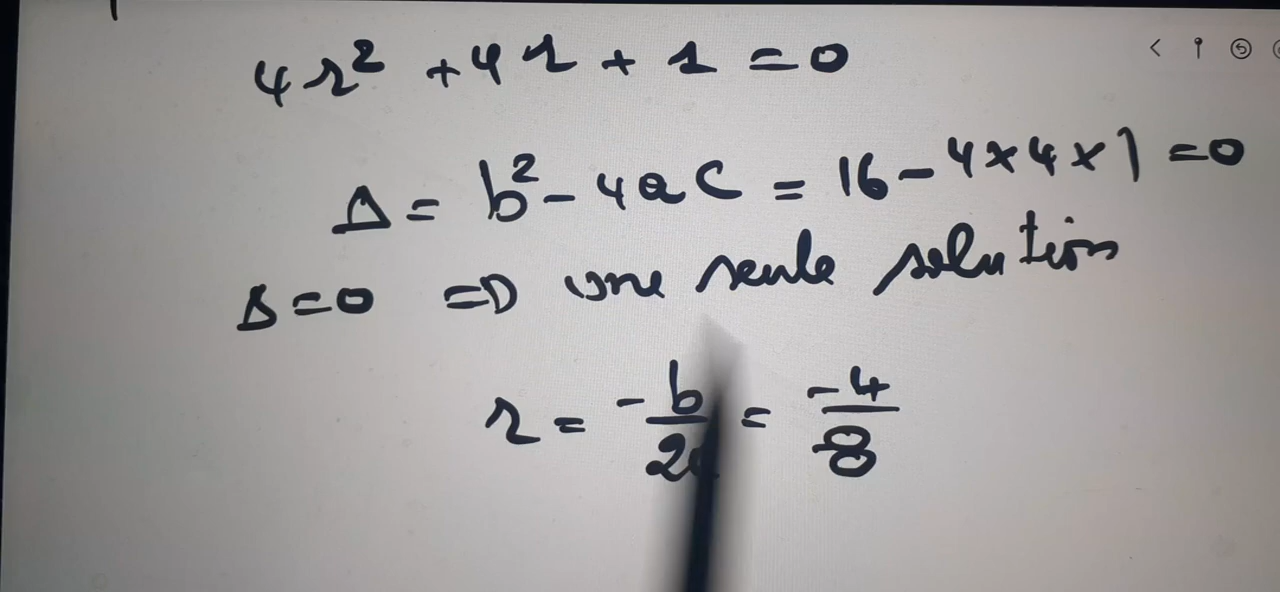 4r² + 4r + 1 = 0
Δ = b² - 4ac = 16 - 4×4×1 = 0
Δ = 0 => une seule solution
r = -b/2a = -4/8